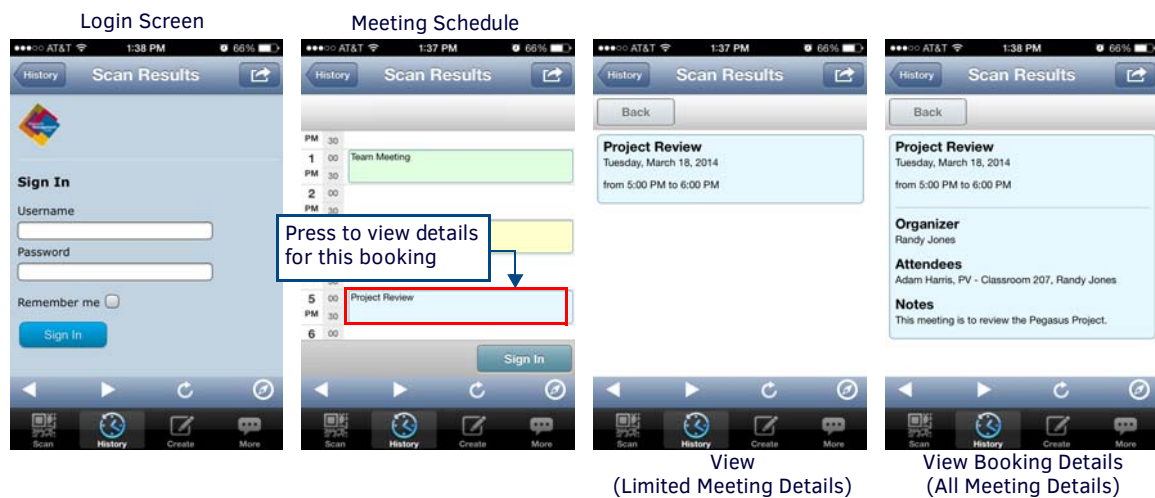 Login Screen
Meeting Schedule
AT&T 1:38 PM 66%
History Scan Results
Sign In
Username
Password
Remember me
Sign In
Scan History Create More
AT&T 1:37 PM 66%
History Scan Results
PM 30
1 00 Team Meeting
PM 30
2 00
PM 30
Press to view details
for this booking
30
5 00 Project Review
PM 30
6 00
Sign In
Scan History Create More
AT&T 1:37 PM 66%
History Scan Results
Back
Project Review
Tuesday, March 18, 2014
from 5:00 PM to 6:00 PM
Scan History Create More
View
(Limited Meeting Details)
AT&T 1:38 PM 66%
History Scan Results
Back
Project Review
Tuesday, March 18, 2014
from 5:00 PM to 6:00 PM
Organizer
Randy Jones
Attendees
Adam Harris, PV - Classroom 207, Randy Jones
Notes
This meeting is to review the Pegasus Project.
Scan History Create More
View Booking Details
(All Meeting Details)